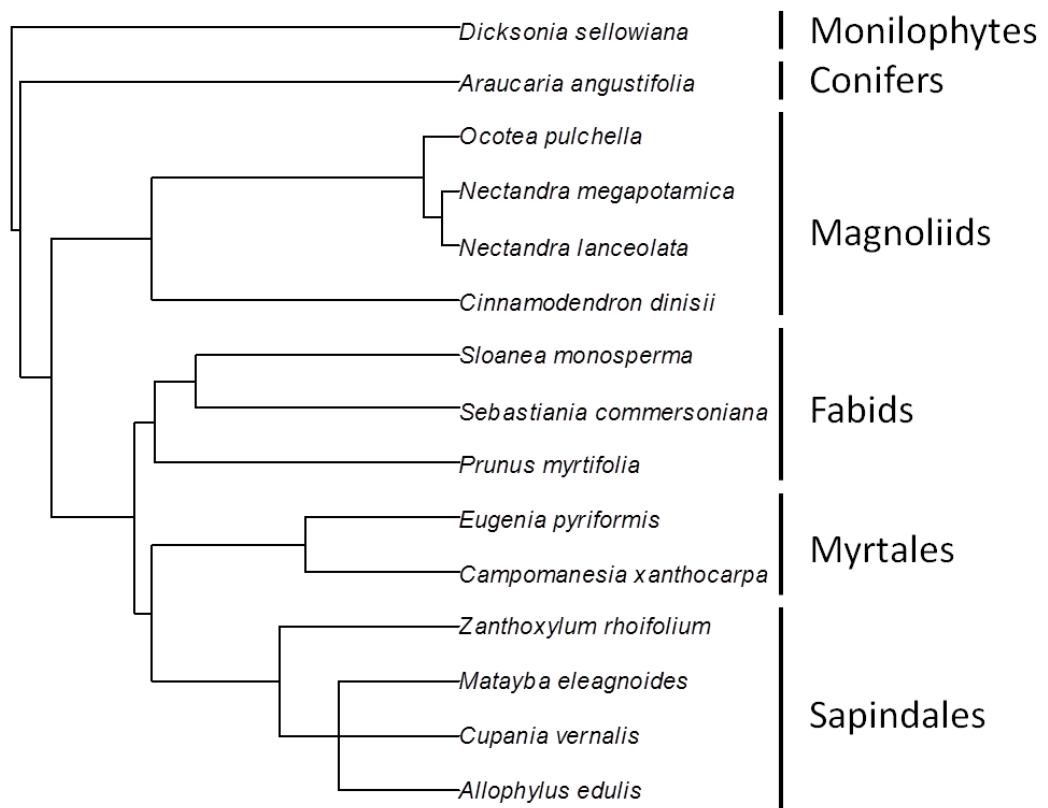 Dicksonia sellowiana
Monilophytes
Araucaria angustifolia
Conifers
Ocotea pulchella
Nectandra megapotamica
Nectandra lanceolata
Cinnamodendron dinisii
Magnoliids
Sloanea monosperma
Sebastiania commersoniana
Prunus myrtifolia
Fabids
Eugenia pyriformis
Campomanesia xanthocarpa
Myrtales
Zanthoxylum rhoifolium
Matayba eleagnoides
Cupania vernalis
Allophylus edulis
Sapindales